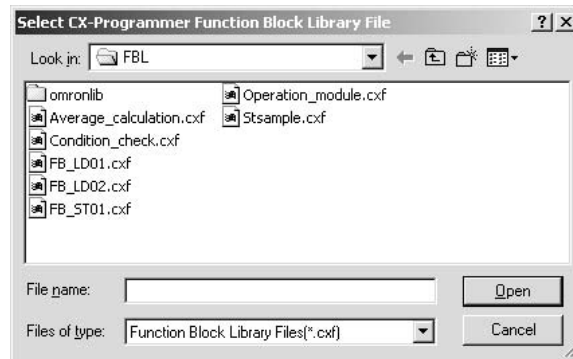 Select CX-Programmer Function Block Library File
Look in: FBL
omronlib
Average_calculation.cxf
Condition_check.cxf
FB_LD01.cxf
FB_LD02.cxf
FB_ST01.cxf
Operation_module.cxf
Stsample.cxf
File name:
Open
Files of type: Function Block Library Files(*.cxf)
Cancel